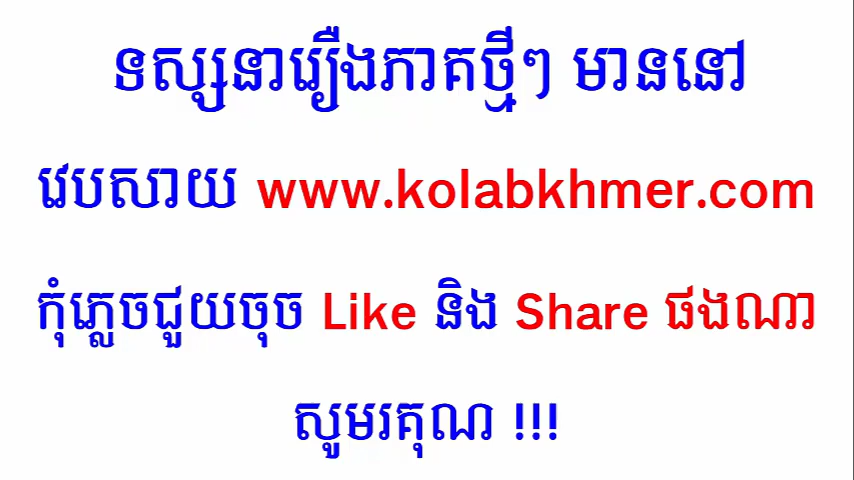 ទស្សនារឿងភាគថ្មីៗ មាននៅ
វេបសាយ www.kolabkhmer.com
កុំភ្លេចជួយចុច Like និង Share ផងណា
សូមរគុណ !!!